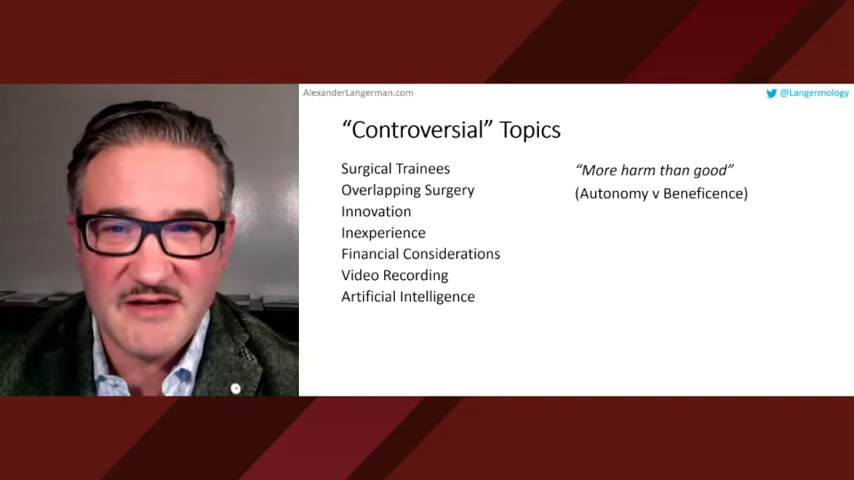 AlexanderLangerman.com
@Langermology
“Controversial” Topics
Surgical Trainees
Overlapping Surgery
Innovation
Inexperience
Financial Considerations
Video Recording
Artificial Intelligence
“More harm than good”
(Autonomy v Beneficence)